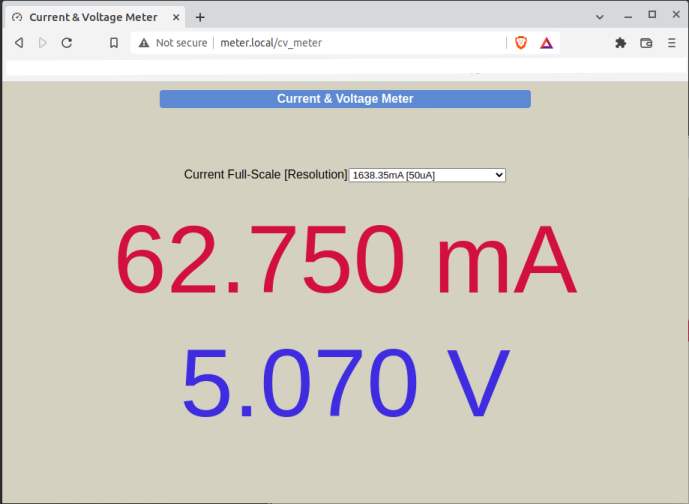 Current & Voltage Meter
Not secure meter.local/cv_meter
Current & Voltage Meter
Current Full-Scale [Resolution] 1638.35mA [50uA]
62.750 mA
5.070 V